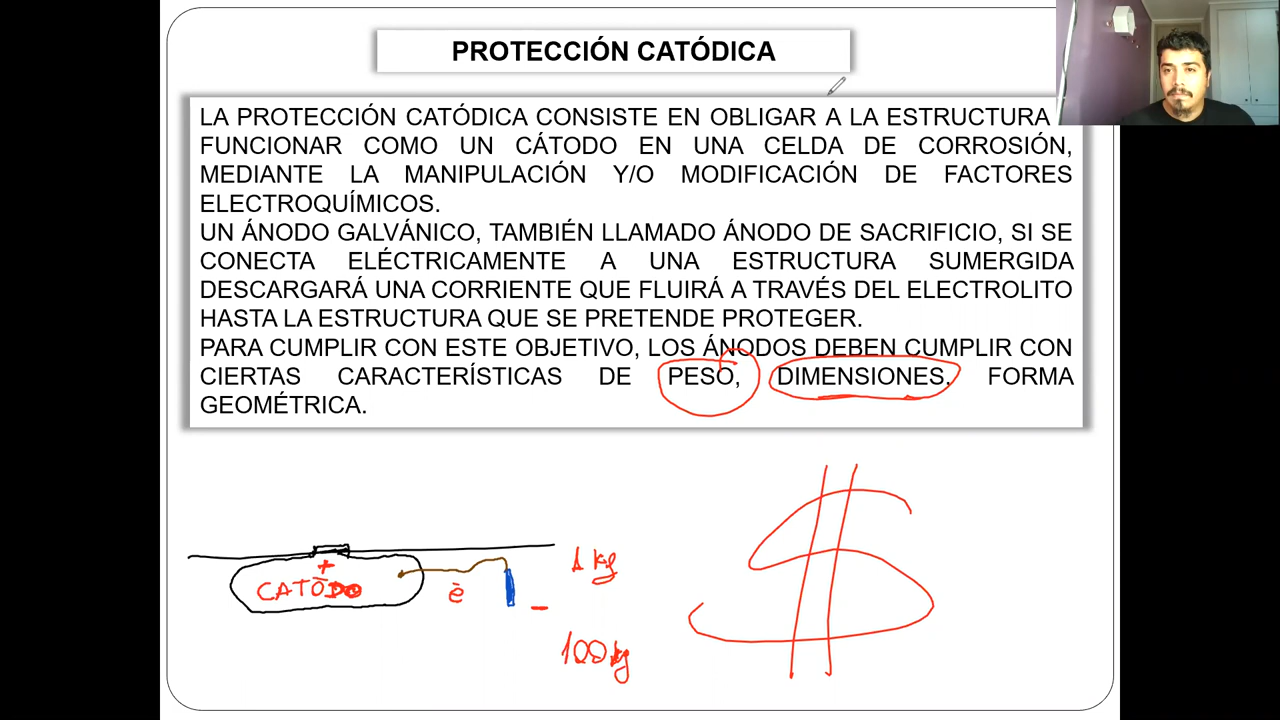 PROTECCIÓN CATÓDICA
LA PROTECCIÓN CATÓDICA CONSISTE EN OBLIGAR A LA ESTRUCTURA
FUNCIONAR COMO UN CÁTODO EN UNA CELDA DE CORROSIÓN,
MEDIANTE LA MANIPULACIÓN Y/O MODIFICACIÓN DE FACTORES
ELECTROQUÍMICOS.
UN ÁNODO GALVÁNICO, TAMBIÉN LLAMADO ÁNODO DE SACRIFICIO, SI SE
CONECTA ELÉCTRICAMENTE A UNA ESTRUCTURA SUMERGIDA
DESCARGARÁ UNA CORRIENTE QUE FLUIRÁ A TRAVÉS DEL ELECTROLITO
HASTA LA ESTRUCTURA QUE SE PRETENDE PROTEGER.
PARA CUMPLIR CON ESTE OBJETIVO, LOS ÁNODOS DEBEN CUMPLIR CON
CIERTAS CARACTERÍSTICAS DE PESO, DIMENSIONES, FORMA
GEOMÉTRICA.
+
CATODO
e
-
1 kg
100 kg
$